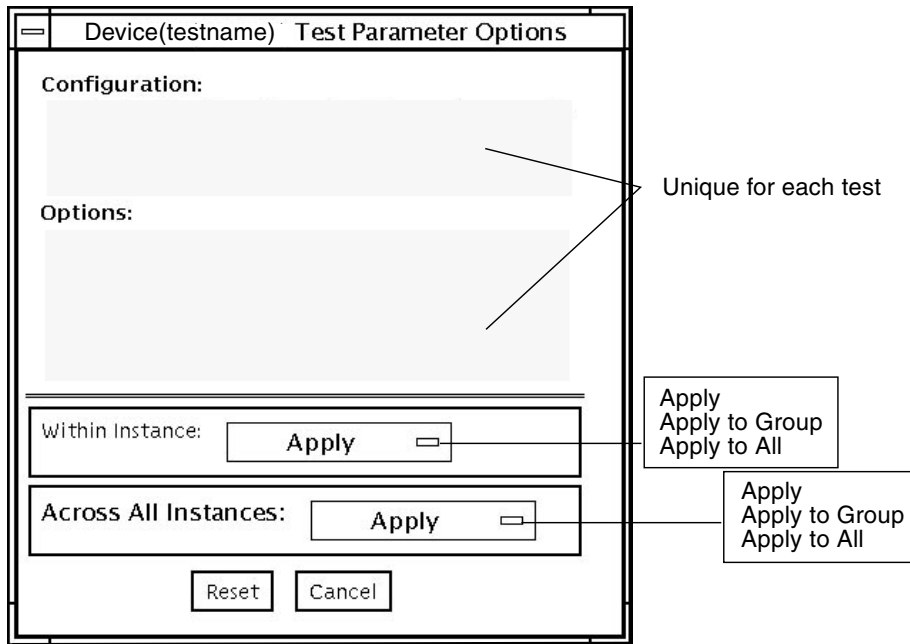 Device(testname) Test Parameter Options
Configuration:
Unique for each test
Options:
Within Instance:
Apply
Apply
Apply to Group
Apply to All
Across All Instances:
Apply
Apply
Apply to Group
Apply to All
Reset
Cancel